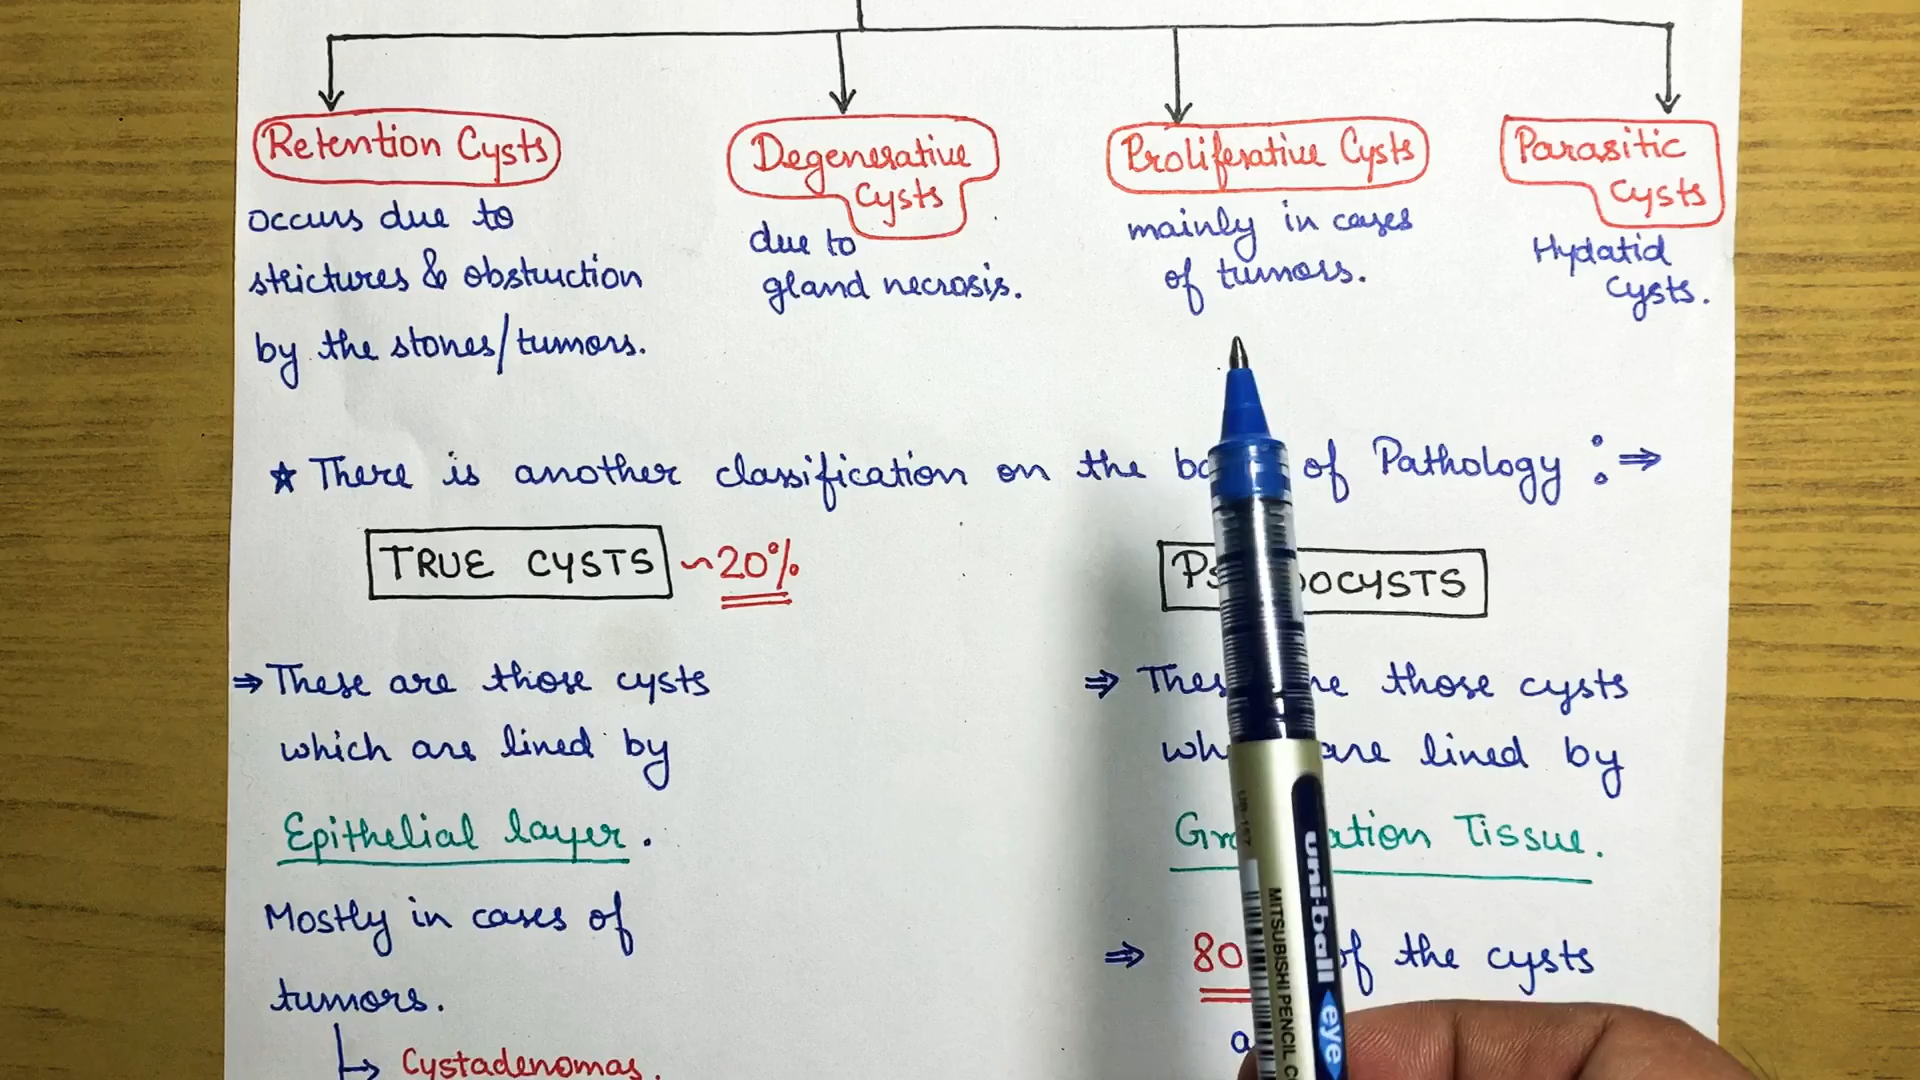 Retention Cysts
occurs due to
strictures & obstruction
by the stones/tumors.
Degenerative
Cysts
due to
gland necrosis.
Proliferative Cysts
mainly in cases
of tumors.
Parasitic
Cysts
Hydatid
Cysts.
★ There is another classification on the of Pathology : ⇒
TRUE CYSTS ~20%
⇒ These are those cysts
which are lined by
Epithelial layer.
Mostly in cases of
tumors.
↳ Cystadenomas.
⇒ those cysts
are lined by
Tissue.
⇒ 80 of the cysts
uni-ball eye
UB-157
MITSUBISHI PENCIL